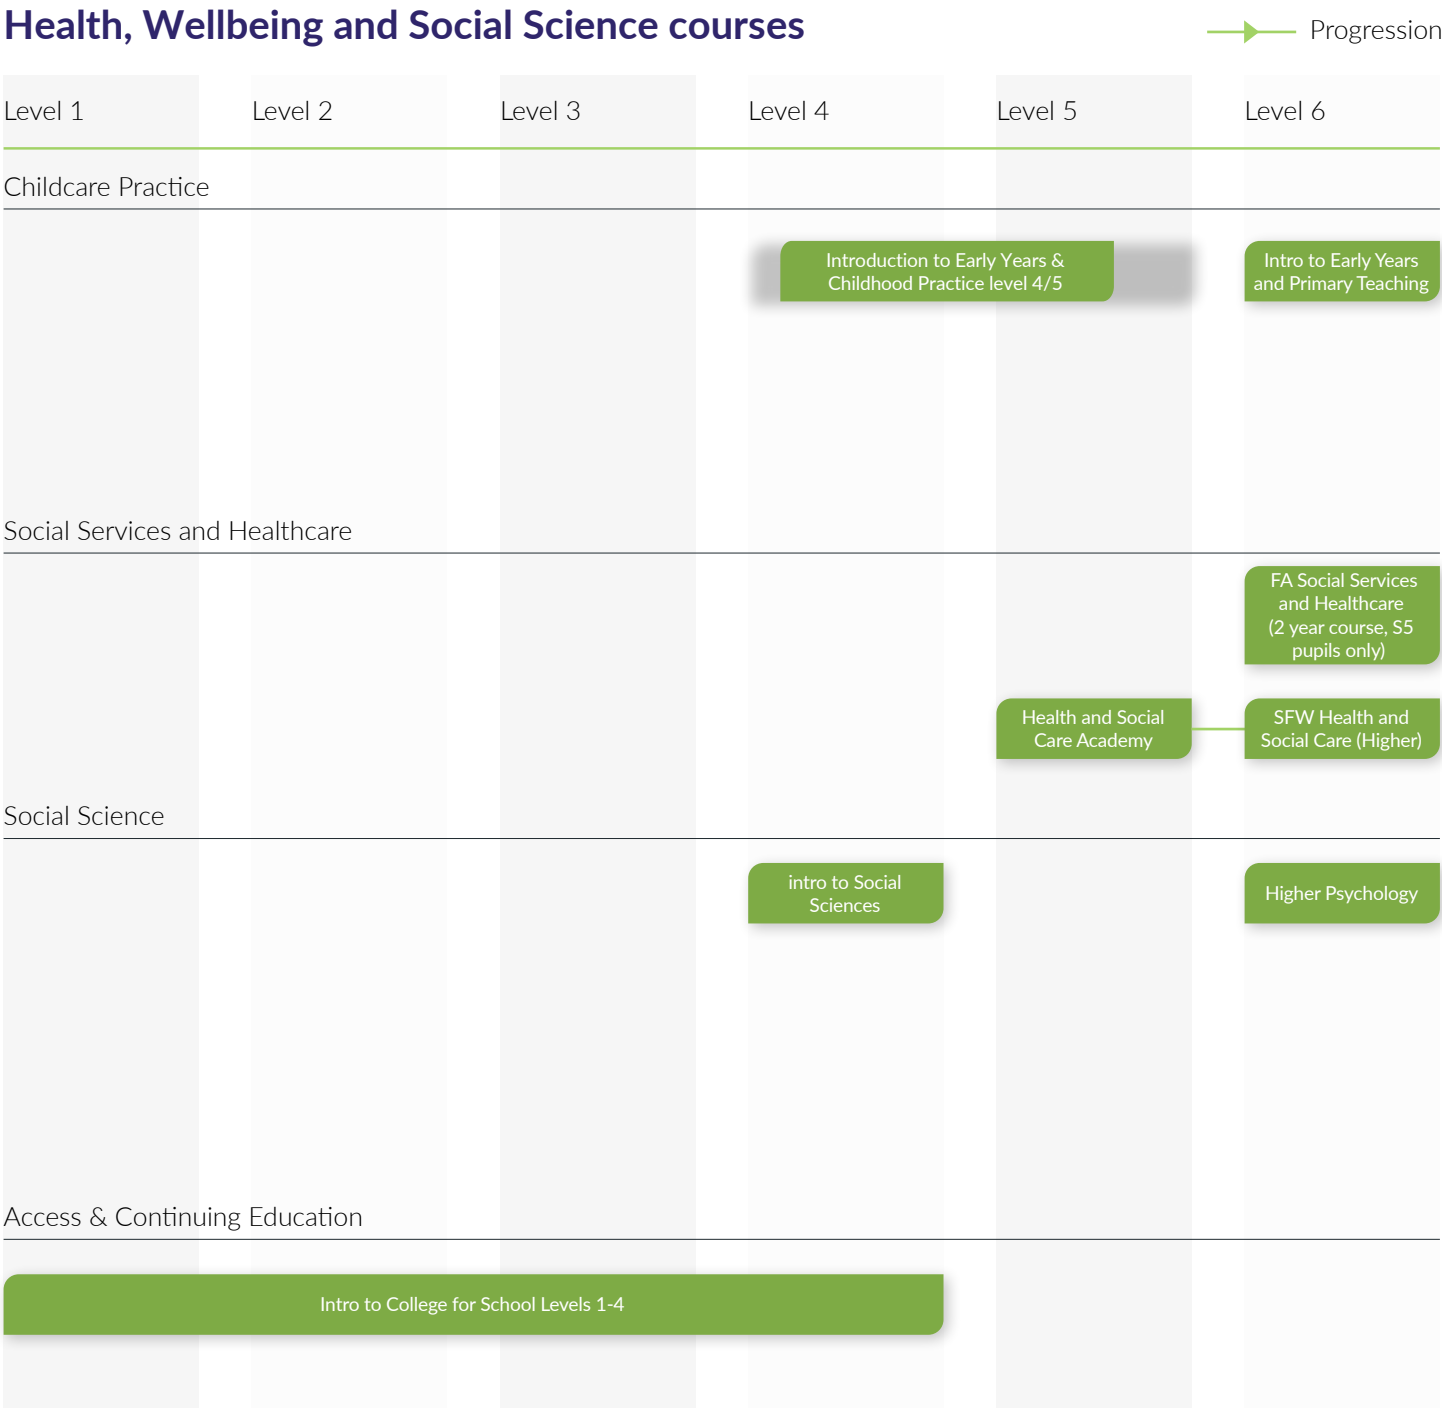 Health, Wellbeing and Social Science courses
Progression
Level 1
Level 2
Level 3
Level 4
Level 5
Level 6
Childcare Practice
Introduction to Early Years &
Childhood Practice level 4/5
Intro to Early Years
and Primary Teaching
Social Services and Healthcare
FA Social Services
and Healthcare
(2 year course, S5
pupils only)
Health and Social
Care Academy
SFW Health and
Social Care (Higher)
Social Science
intro to Social
Sciences
Higher Psychology
Access & Continuing Education
Intro to College for School Levels 1-4